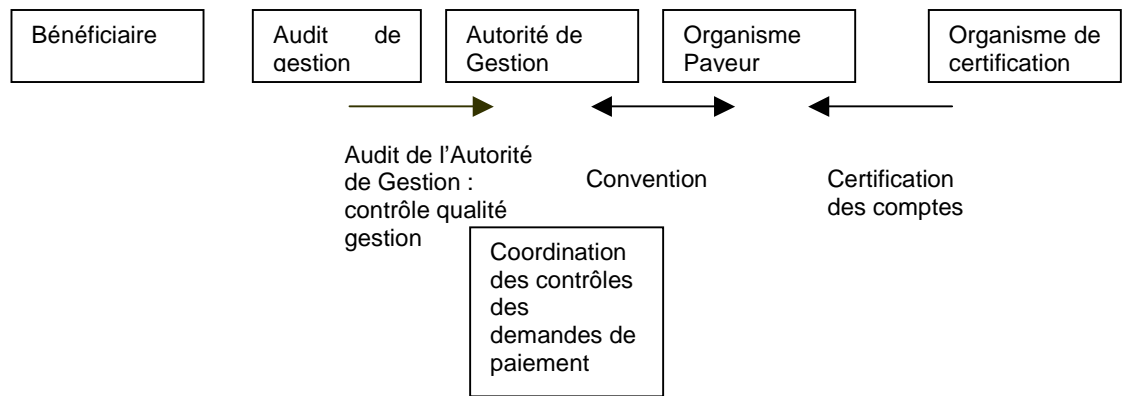 Bénéficiaire
Audit de
gestion
Autorité de
Gestion
Organisme
Payeur
Organisme de
certification
Audit de l'Autorité
de Gestion :
contrôle qualité
gestion
Convention
Certification
des comptes
Coordination
des contrôles
des
demandes de
paiement